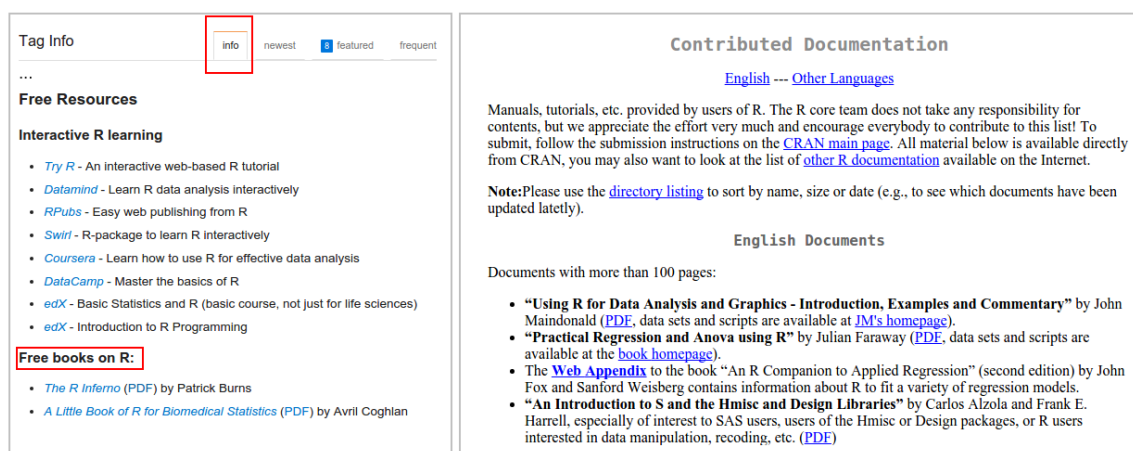 Tag Info
info newest 8 featured frequent
...
Free Resources
Interactive R learning
• Try R - An interactive web-based R tutorial
• Datamind - Learn R data analysis interactively
• RPubs - Easy web publishing from R
• Swirl - R-package to learn R interactively
• Coursera - Learn how to use R for effective data analysis
• DataCamp - Master the basics of R
• edX - Basic Statistics and R (basic course, not just for life sciences)
• edX - Introduction to R Programming
Free books on R:
• The R Inferno (PDF) by Patrick Burns
• A Little Book of R for Biomedical Statistics (PDF) by Avril Coghlan
Contributed Documentation
English --- Other Languages
Manuals, tutorials, etc. provided by users of R. The R core team does not take any responsibility for
contents, but we appreciate the effort very much and encourage everybody to contribute to this list! To
submit, follow the submission instructions on the CRAN main page. All material below is available directly
from CRAN, you may also want to look at the list of other R documentation available on the Internet.
Note:Please use the directory listing to sort by name, size or date (e.g., to see which documents have been
updated latetly).
English Documents
Documents with more than 100 pages:
• “Using R for Data Analysis and Graphics - Introduction, Examples and Commentary” by John
Maindonald (PDF, data sets and scripts are available at JM's homepage).
• “Practical Regression and Anova using R” by Julian Faraway (PDF, data sets and scripts are
available at the book homepage).
• The Web Appendix to the book “An R Companion to Applied Regression” (second edition) by John
Fox and Sanford Weisberg contains information about R to fit a variety of regression models.
• “An Introduction to S and the Hmisc and Design Libraries” by Carlos Alzola and Frank E.
Harrell, especially of interest to SAS users, users of the Hmisc or Design packages, or R users
interested in data manipulation, recoding, etc. (PDF)